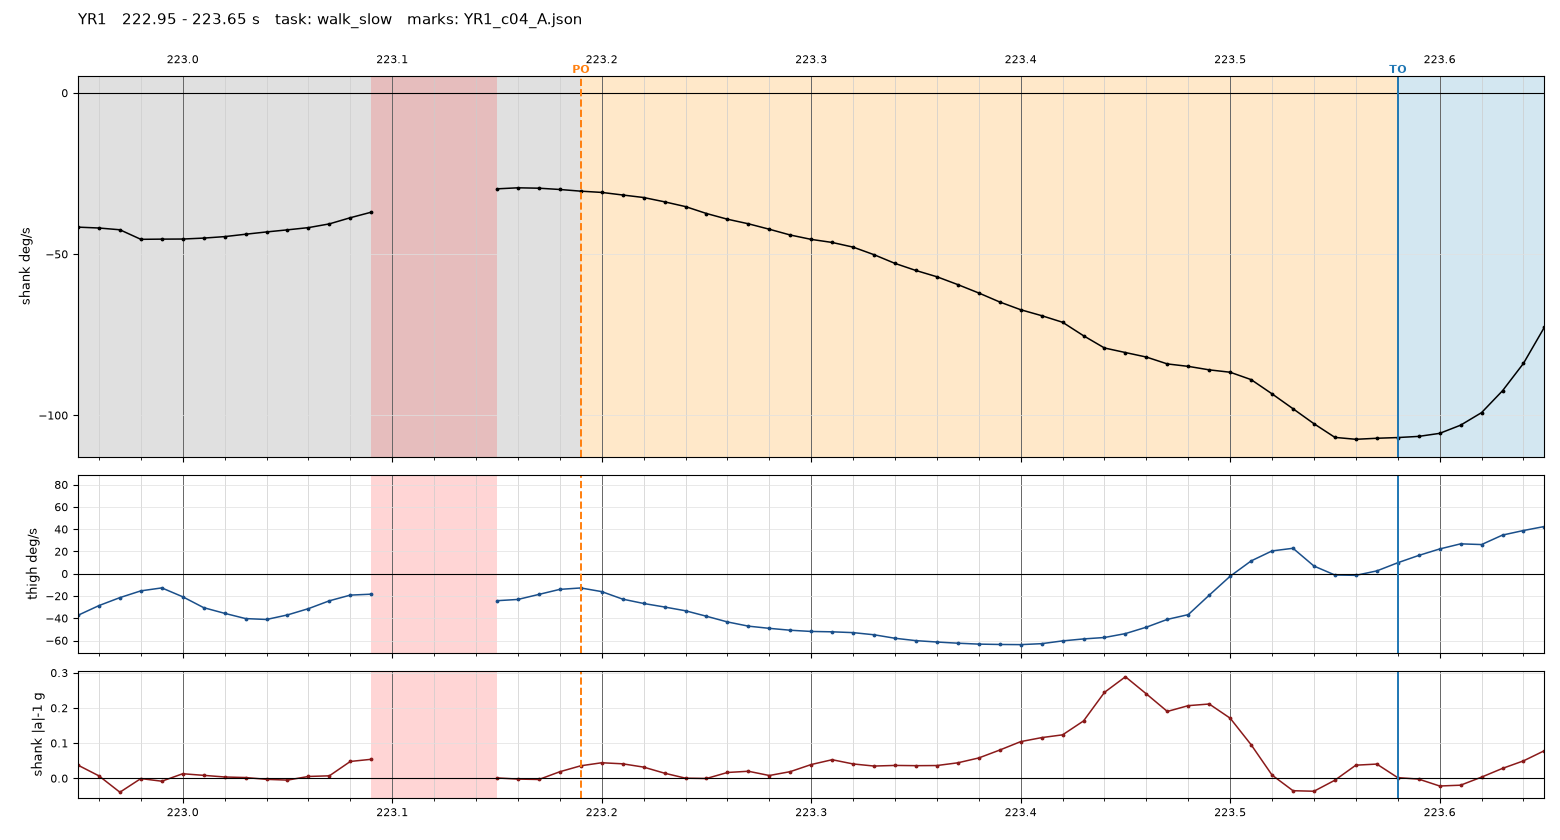 YR1   222.95 - 223.65 s   task: walk_slow   marks: YR1_c04_A.json
223.0 223.1 223.2 223.3 223.4 223.5 223.6
PO TO
shank deg/s
0
−50
−100
thigh deg/s
80
60
40
20
0
−20
−40
−60
shank |a|-1 g
0.3
0.2
0.1
0.0
223.0 223.1 223.2 223.3 223.4 223.5 223.6